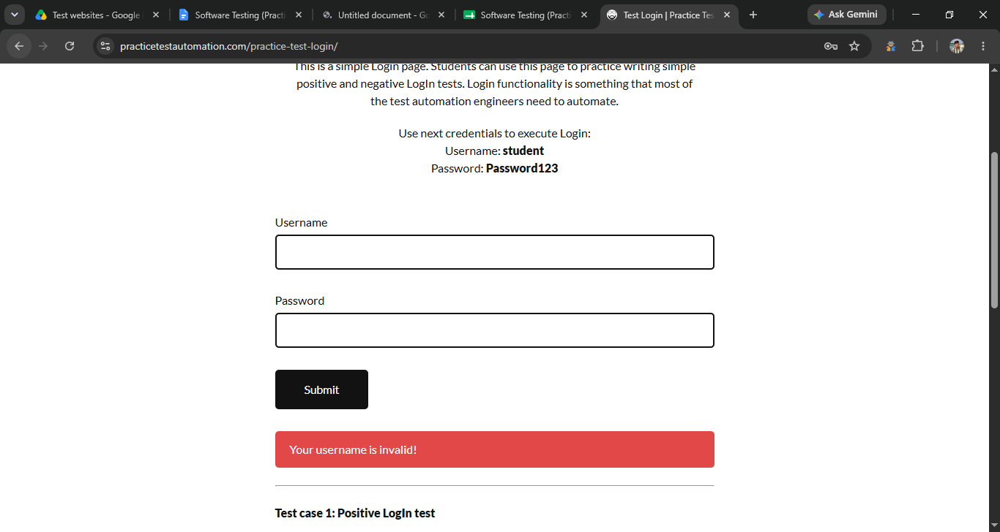 Test websites - Google
Software Testing (Practi
Untitled document - Go
Software Testing (Practi
Test Login | Practice Tes
Ask Gemini
practicetestautomation.com/practice-test-login/
This is a simple Login page. Students can use this page to practice writing simple
positive and negative LogIn tests. Login functionality is something that most of
the test automation engineers need to automate.
Use next credentials to execute Login:
Username: student
Password: Password123
Username
Password
Submit
Your username is invalid!
Test case 1: Positive LogIn test